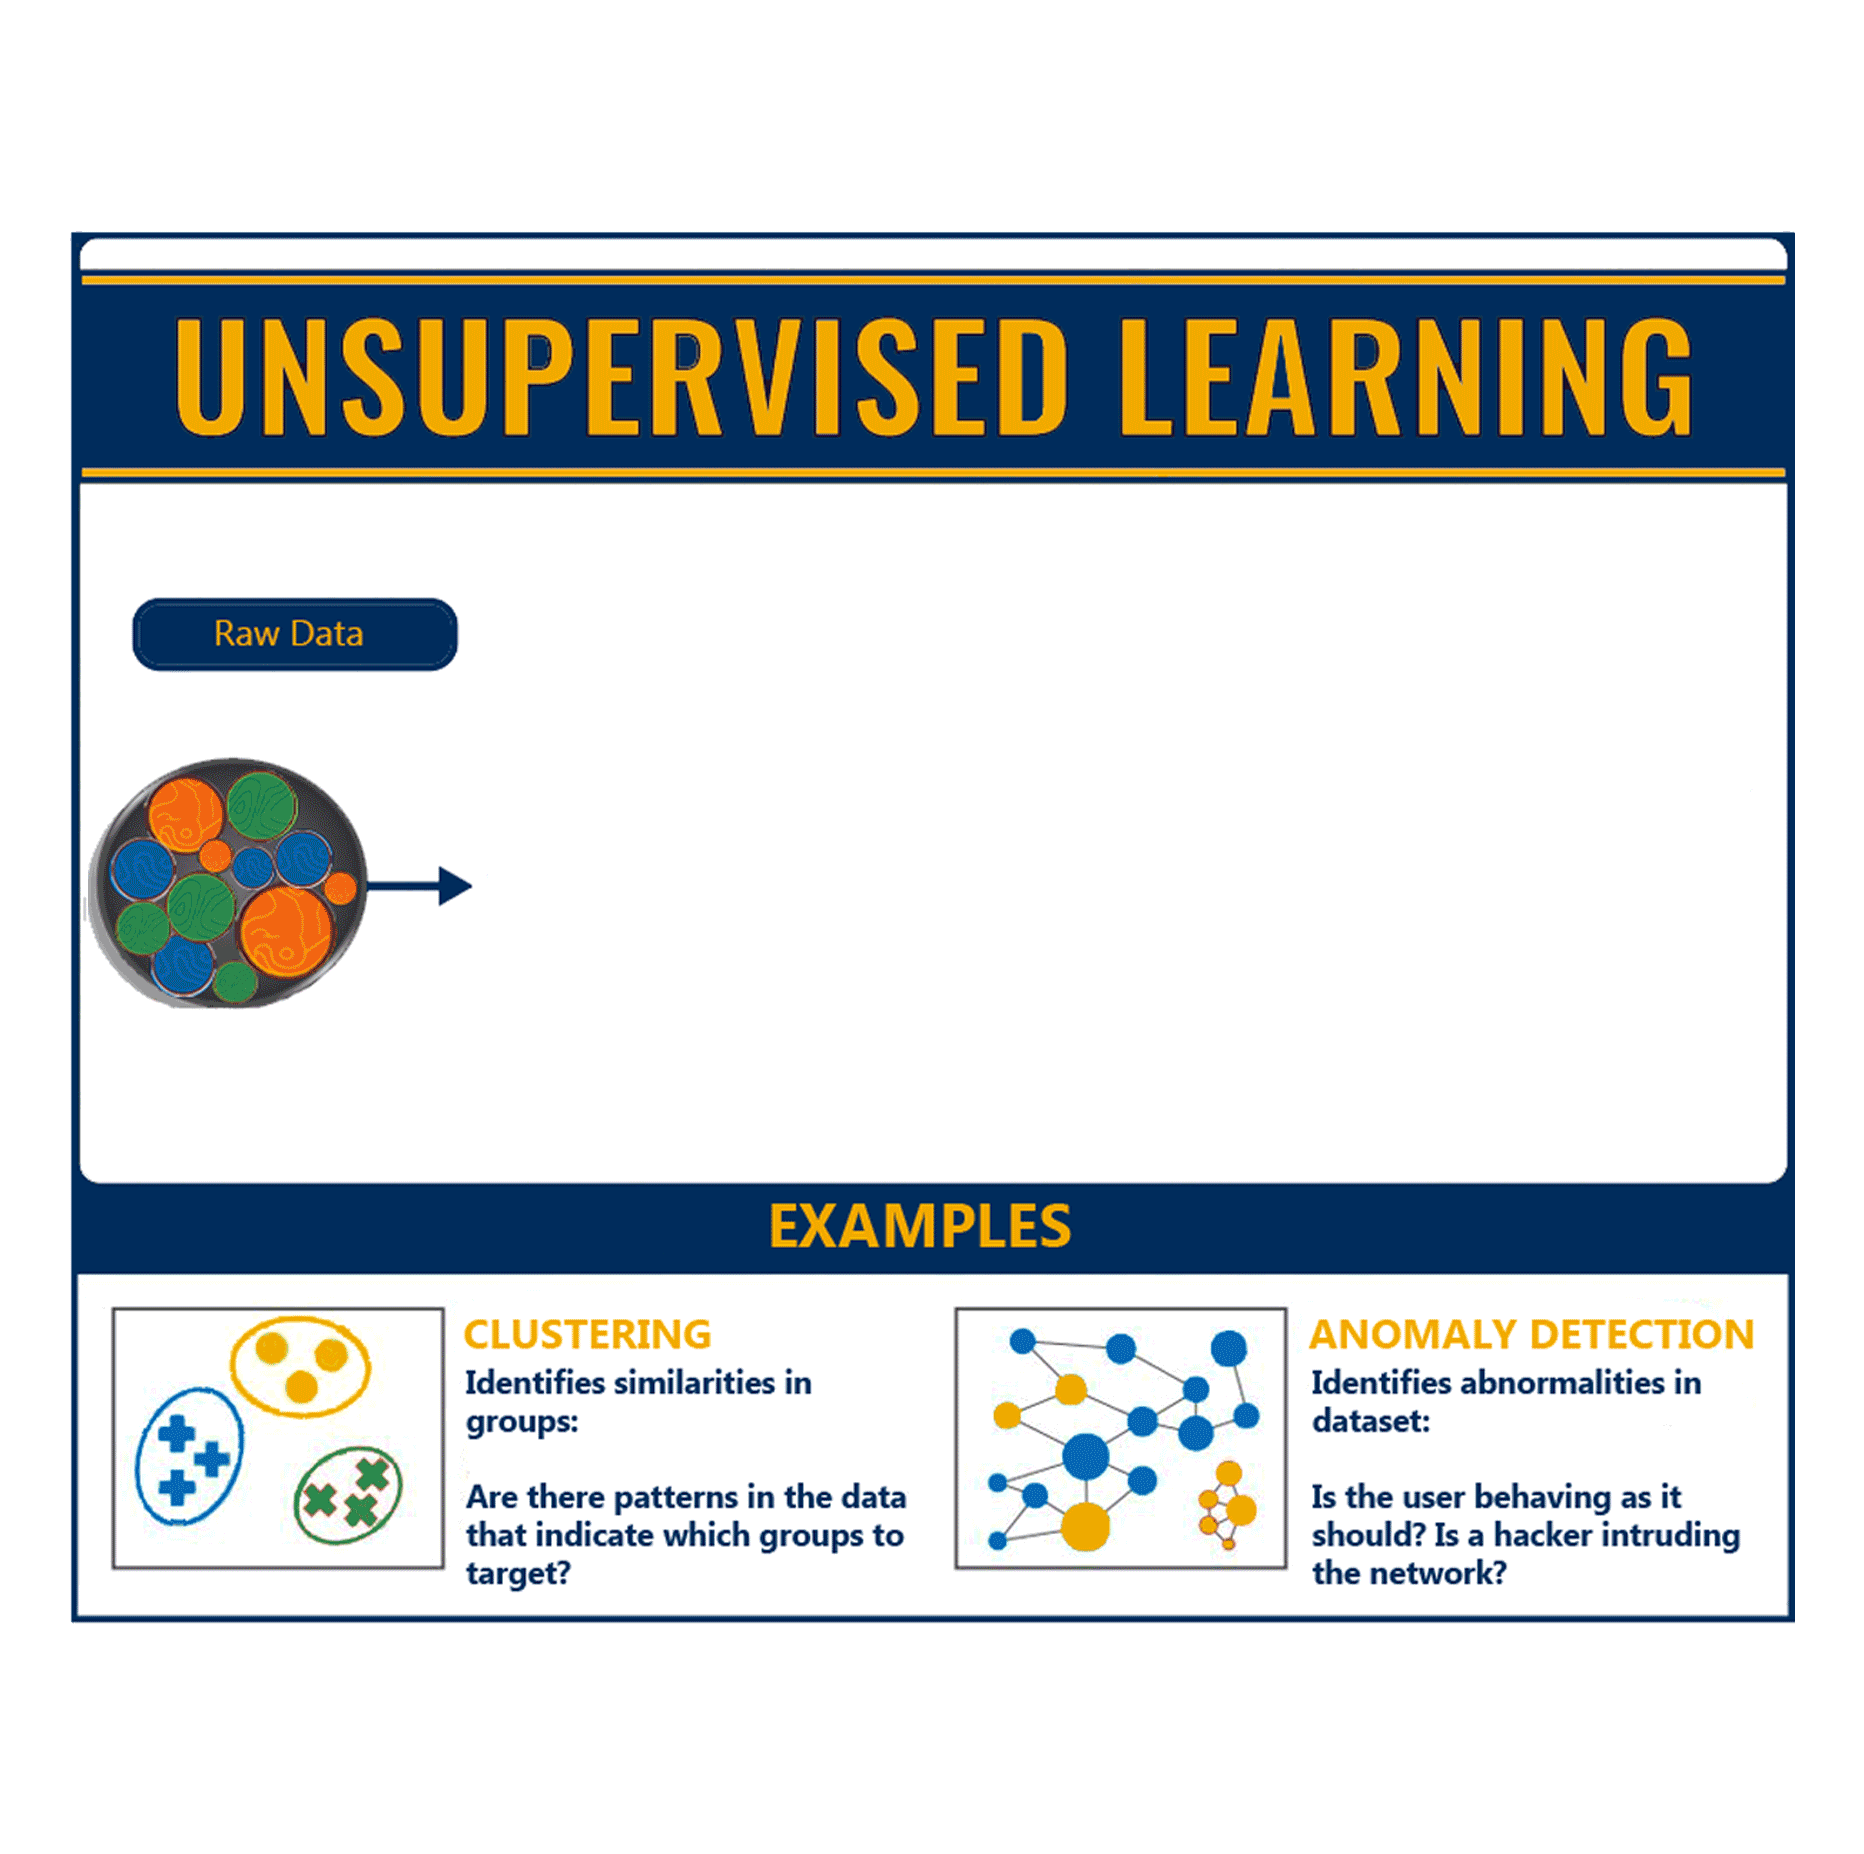 UNSUPERVISED LEARNING
Raw Data
EXAMPLES
CLUSTERING
Identifies similarities in
groups:
Are there patterns in the data
that indicate which groups to
target?
ANOMALY DETECTION
Identifies abnormalities in
dataset:
Is the user behaving as it
should? Is a hacker intruding
the network?